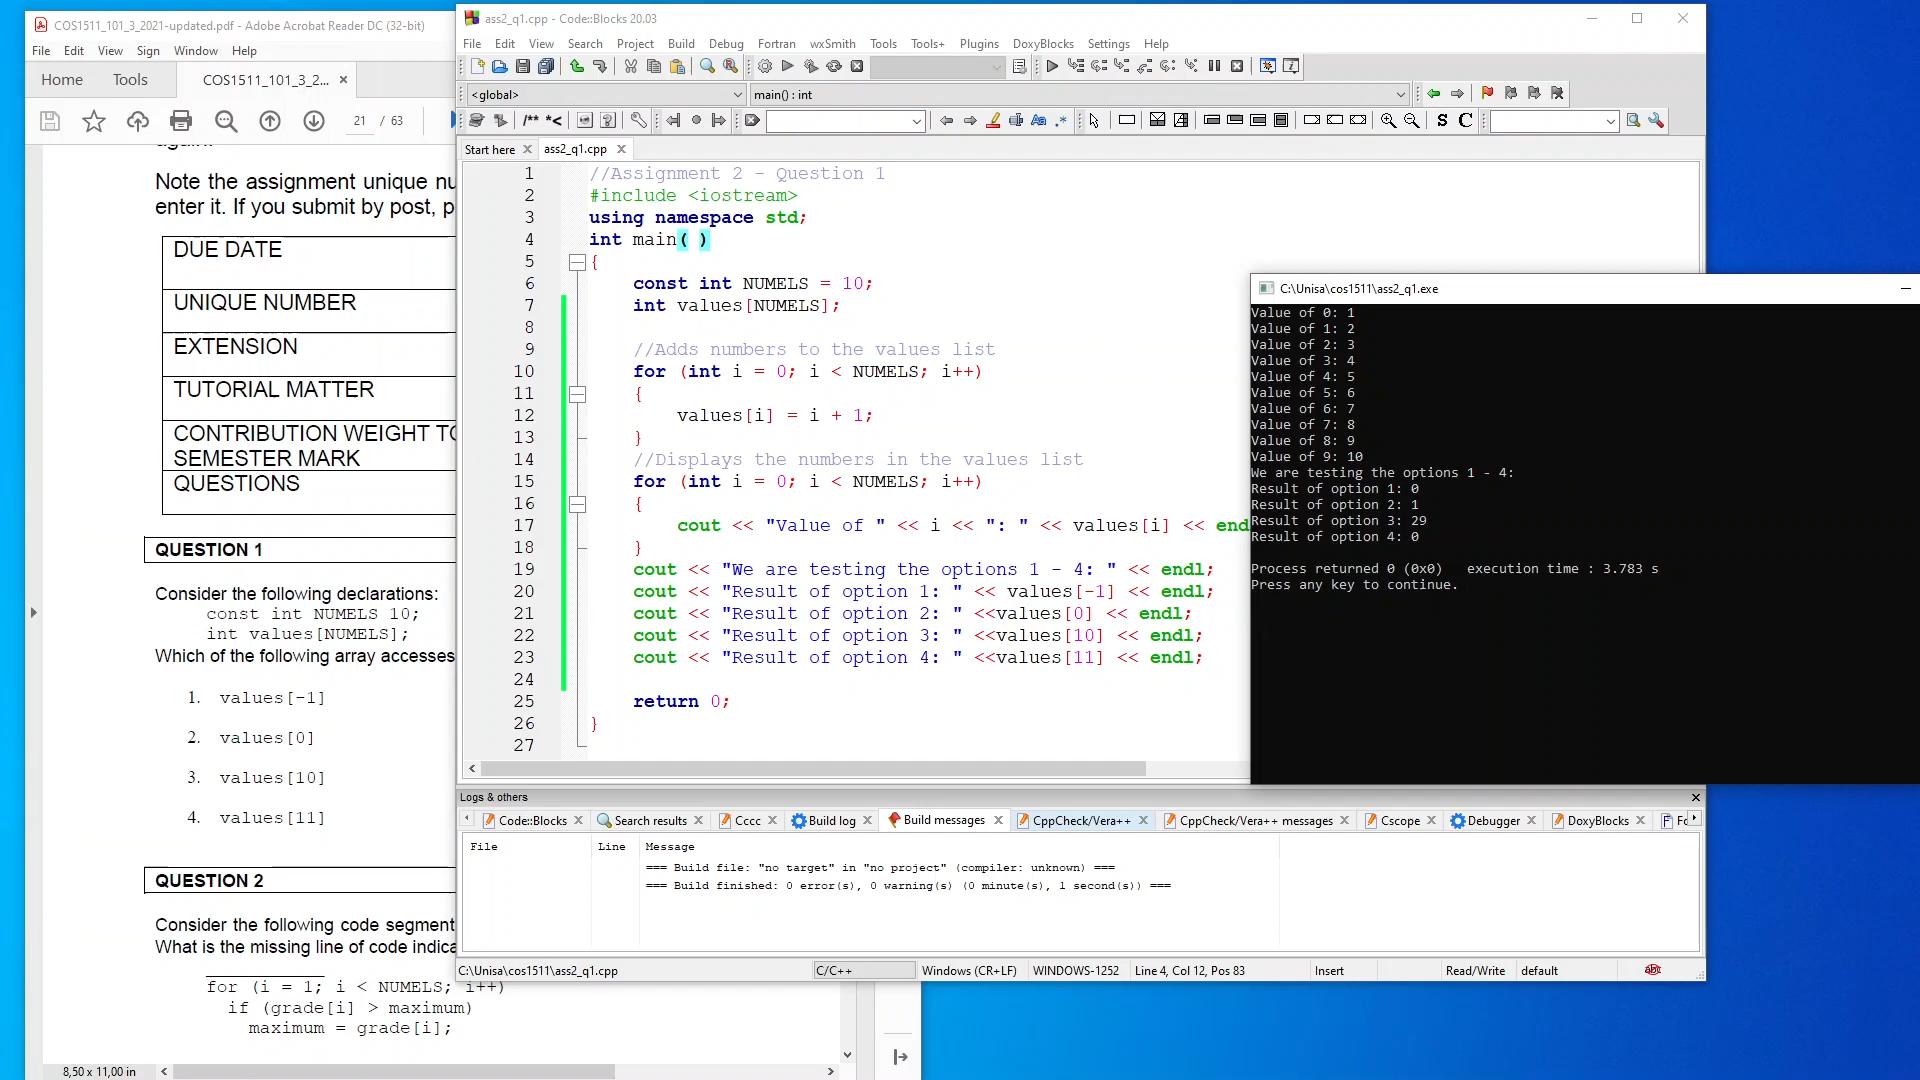 COS1511_101_3_2021-updated.pdf - Adobe Acrobat Reader DC (32-bit)
File Edit View Sign Window Help
Home Tools COS1511_101_3_2... ×
21 / 63
again.
Note the assignment unique nu
enter it. If you submit by post, p
DUE DATE
UNIQUE NUMBER
EXTENSION
TUTORIAL MATTER
CONTRIBUTION WEIGHT TO
SEMESTER MARK
QUESTIONS
QUESTION 1
Consider the following declarations:
const int NUMELS 10;
int values[NUMELS];
Which of the following array accesses
1. values[-1]
2. values[0]
3. values[10]
4. values[11]
QUESTION 2
Consider the following code segment
What is the missing line of code indica
for (i = 1; i < NUMELS; i++)
if (grade[i] > maximum)
maximum = grade[i];
8,50 x 11,00 in
ass2_q1.cpp - Code::Blocks 20.03
File Edit View Search Project Build Debug Fortran wxSmith Tools Tools+ Plugins DoxyBlocks Settings Help
<global> main() : int
/** *< Aa .* S C
Start here × ass2_q1.cpp ×
1 //Assignment 2 - Question 1
2 #include <iostream>
3 using namespace std;
4 int main( )
5 {
6 const int NUMELS = 10;
7 int values[NUMELS];
8
9 //Adds numbers to the values list
10 for (int i = 0; i < NUMELS; i++)
11 {
12 values[i] = i + 1;
13 }
14 //Displays the numbers in the values list
15 for (int i = 0; i < NUMELS; i++)
16 {
17 cout << "Value of " << i << ": " << values[i] << end
18 }
19 cout << "We are testing the options 1 - 4: " << endl;
20 cout << "Result of option 1: " << values[-1] << endl;
21 cout << "Result of option 2: " <<values[0] << endl;
22 cout << "Result of option 3: " <<values[10] << endl;
23 cout << "Result of option 4: " <<values[11] << endl;
24
25 return 0;
26 }
27
C:\Unisa\cos1511\ass2_q1.exe
Value of 0: 1
Value of 1: 2
Value of 2: 3
Value of 3: 4
Value of 4: 5
Value of 5: 6
Value of 6: 7
Value of 7: 8
Value of 8: 9
Value of 9: 10
We are testing the options 1 - 4:
Result of option 1: 0
Result of option 2: 1
Result of option 3: 29
Result of option 4: 0
Process returned 0 (0x0) execution time : 3.783 s
Press any key to continue.
Logs & others
Code::Blocks × Search results × Cccc × Build log × Build messages × CppCheck/Vera++ × CppCheck/Vera++ messages × Cscope × Debugger × DoxyBlocks × Fo
File Line Message
=== Build file: "no target" in "no project" (compiler: unknown) ===
=== Build finished: 0 error(s), 0 warning(s) (0 minute(s), 1 second(s)) ===
C:\Unisa\cos1511\ass2_q1.cpp C/C++ Windows (CR+LF) WINDOWS-1252 Line 4, Col 12, Pos 83 Insert Read/Write default abc